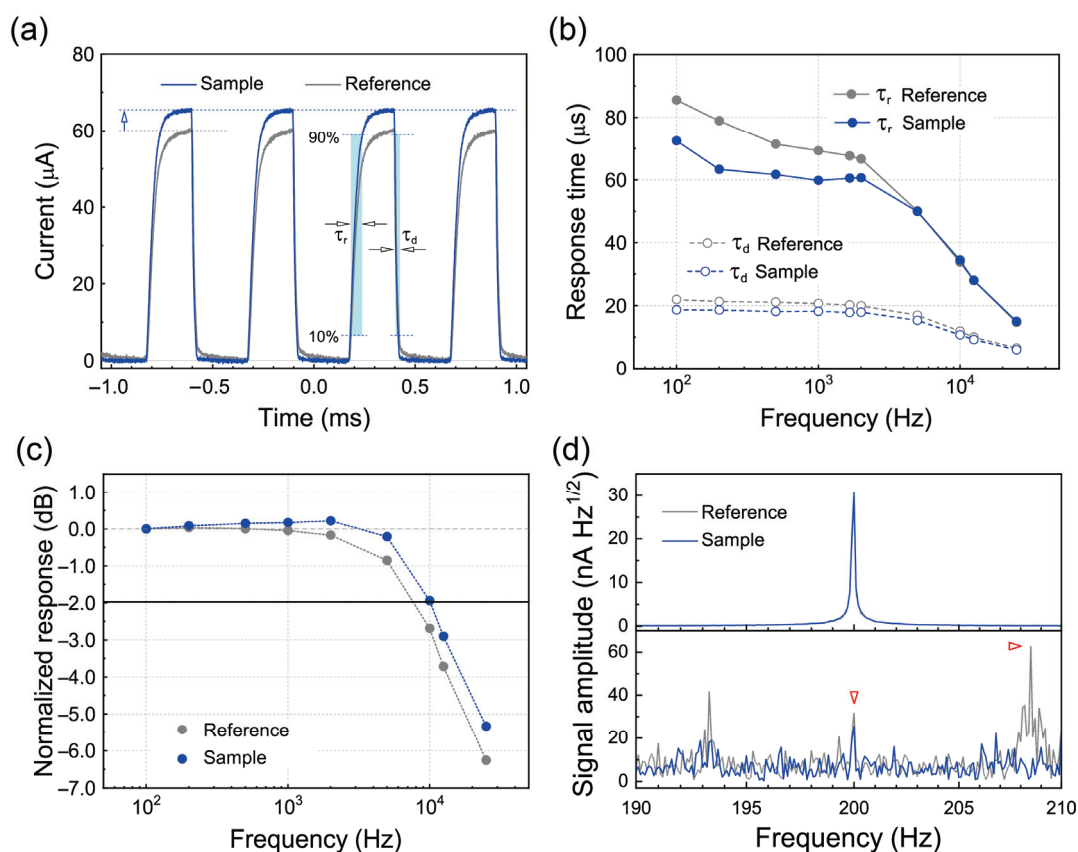 (a)
80
60
40
20
0
Current (μA)
Sample
Reference
90%
10%
τr
τd
−1.0
−0.5
0.0
0.5
1.0
Time (ms)
(b)
100
80
60
40
20
0
Response time (μs)
τr Reference
τr Sample
τd Reference
τd Sample
10²
10³
10⁴
Frequency (Hz)
(c)
1.0
0.0
−1.0
−2.0
−3.0
−4.0
−5.0
−6.0
−7.0
Normalized response (dB)
Reference
Sample
10²
10³
10⁴
Frequency (Hz)
(d)
30
20
10
0
60
40
20
0
Signal amplitude (nA Hz^1/2)
Reference
Sample
190
195
200
205
210
Frequency (Hz)